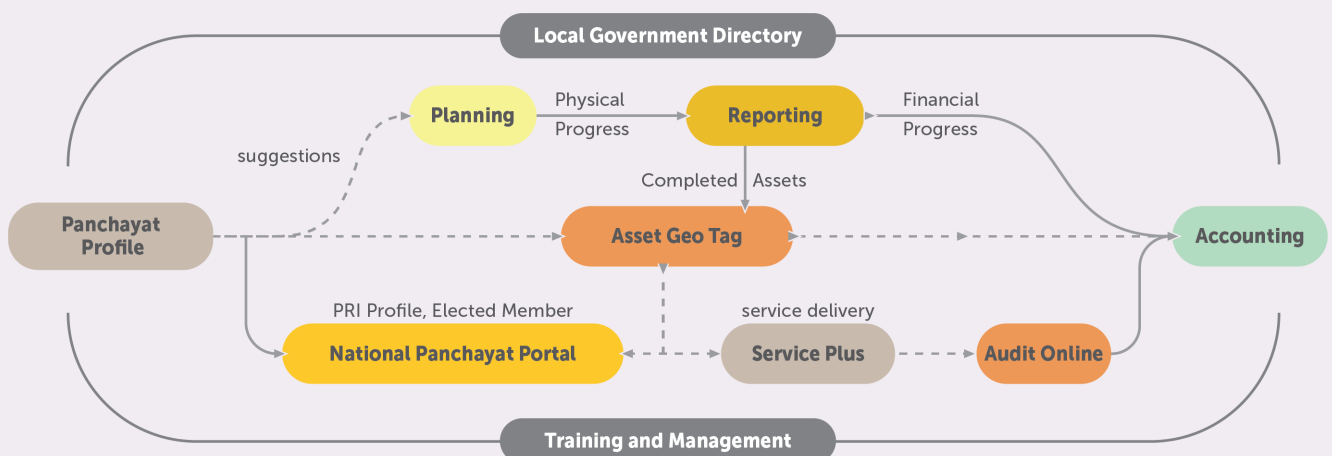 Local Government Directory
Planning
Physical
Progress
Reporting
Financial
Progress
suggestions
Completed Assets
Panchayat
Profile
Asset Geo Tag
Accounting
PRI Profile, Elected Member
service delivery
National Panchayat Portal
Service Plus
Audit Online
Training and Management